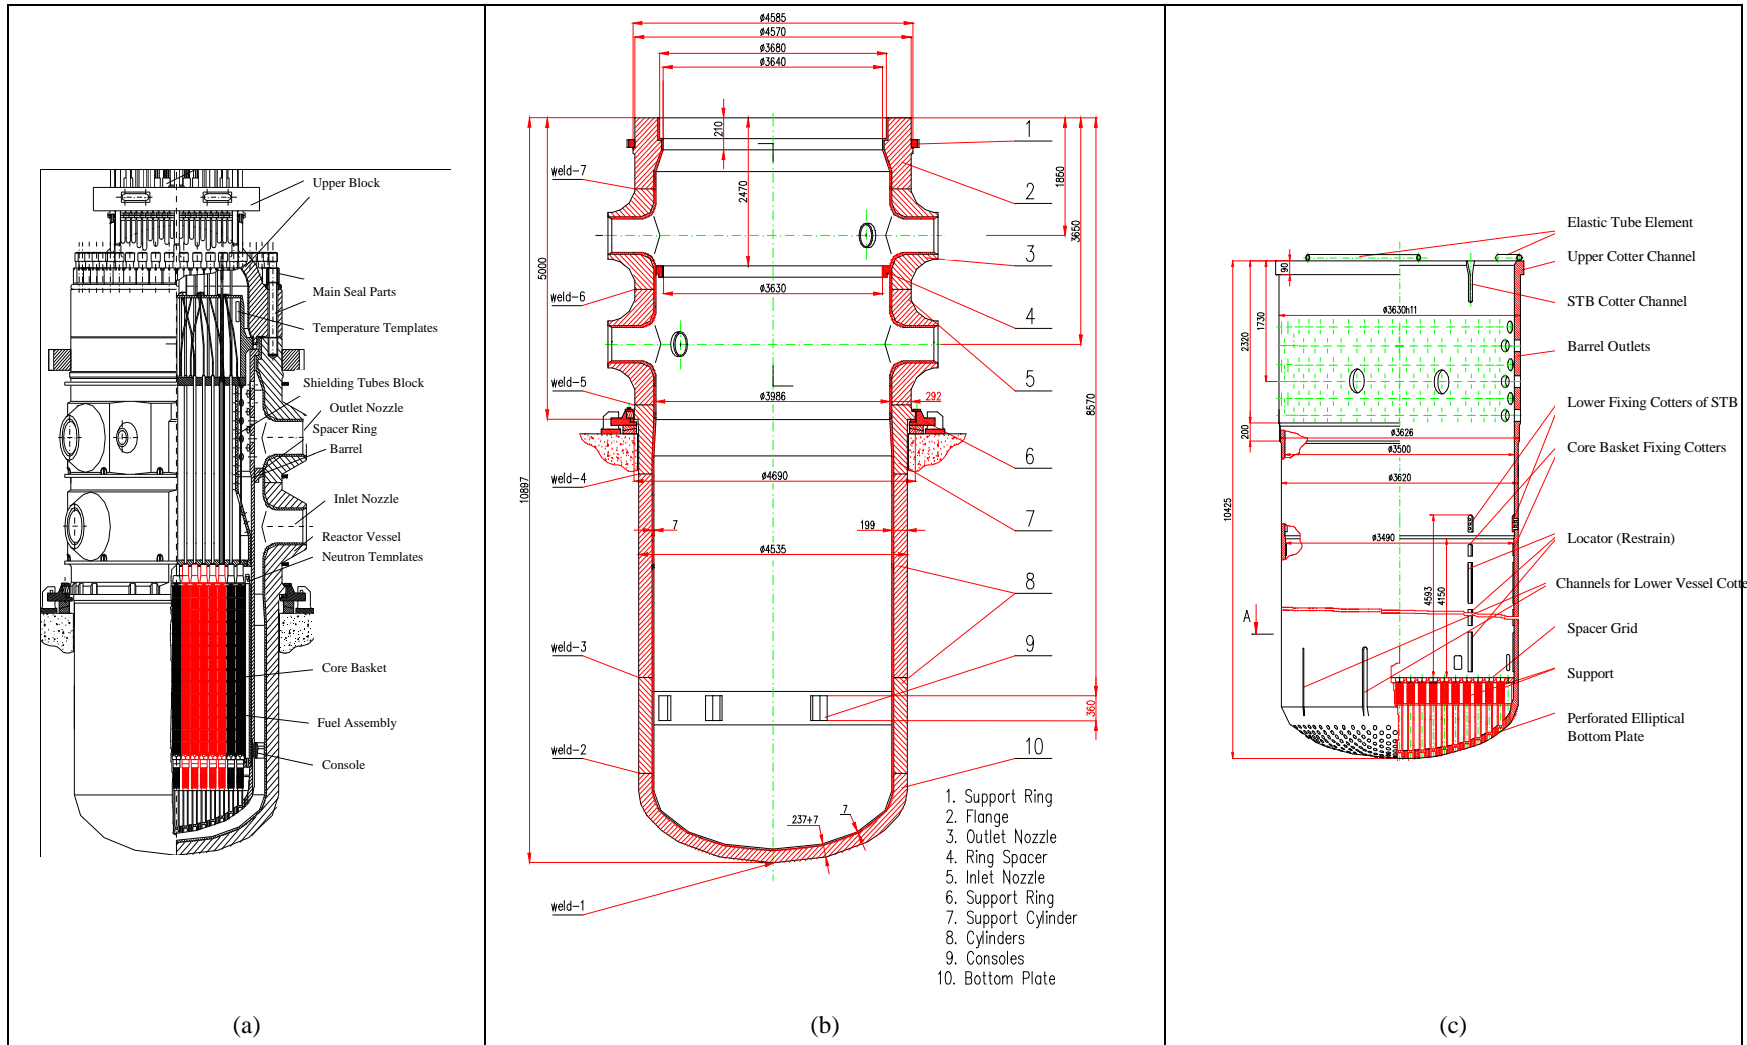 Upper Block
Main Seal Parts
Temperature Templates
Shielding Tubes Block
Outlet Nozzle
Spacer Ring
Barrel
Inlet Nozzle
Reactor Vessel
Neutron Templates
Core Basket
Fuel Assembly
Console
(a)
ø4585
ø4570
ø3680
ø3640
210
2470
5000
10897
1850
3650
8570
weld-7
weld-6
weld-5
weld-4
weld-3
weld-2
weld-1
ø3630
ø3986
292
ø4690
7
199
ø4535
360
237+7
7
1
2
3
4
5
6
7
8
9
10
1. Support Ring
2. Flange
3. Outlet Nozzle
4. Ring Spacer
5. Inlet Nozzle
6. Support Ring
7. Support Cylinder
8. Cylinders
9. Consoles
10. Bottom Plate
(b)
Elastic Tube Element
Upper Cotter Channel
STB Cotter Channel
Barrel Outlets
Lower Fixing Cotters of STB
Core Basket Fixing Cotters
Locator (Restrain)
Channels for Lower Vessel Cotte
Spacer Grid
Support
Perforated Elliptical
Bottom Plate
90
1730
2320
200
10425
ø3630h11
ø3626
ø3500
ø3620
ø3490
4593
4150
A
(c)